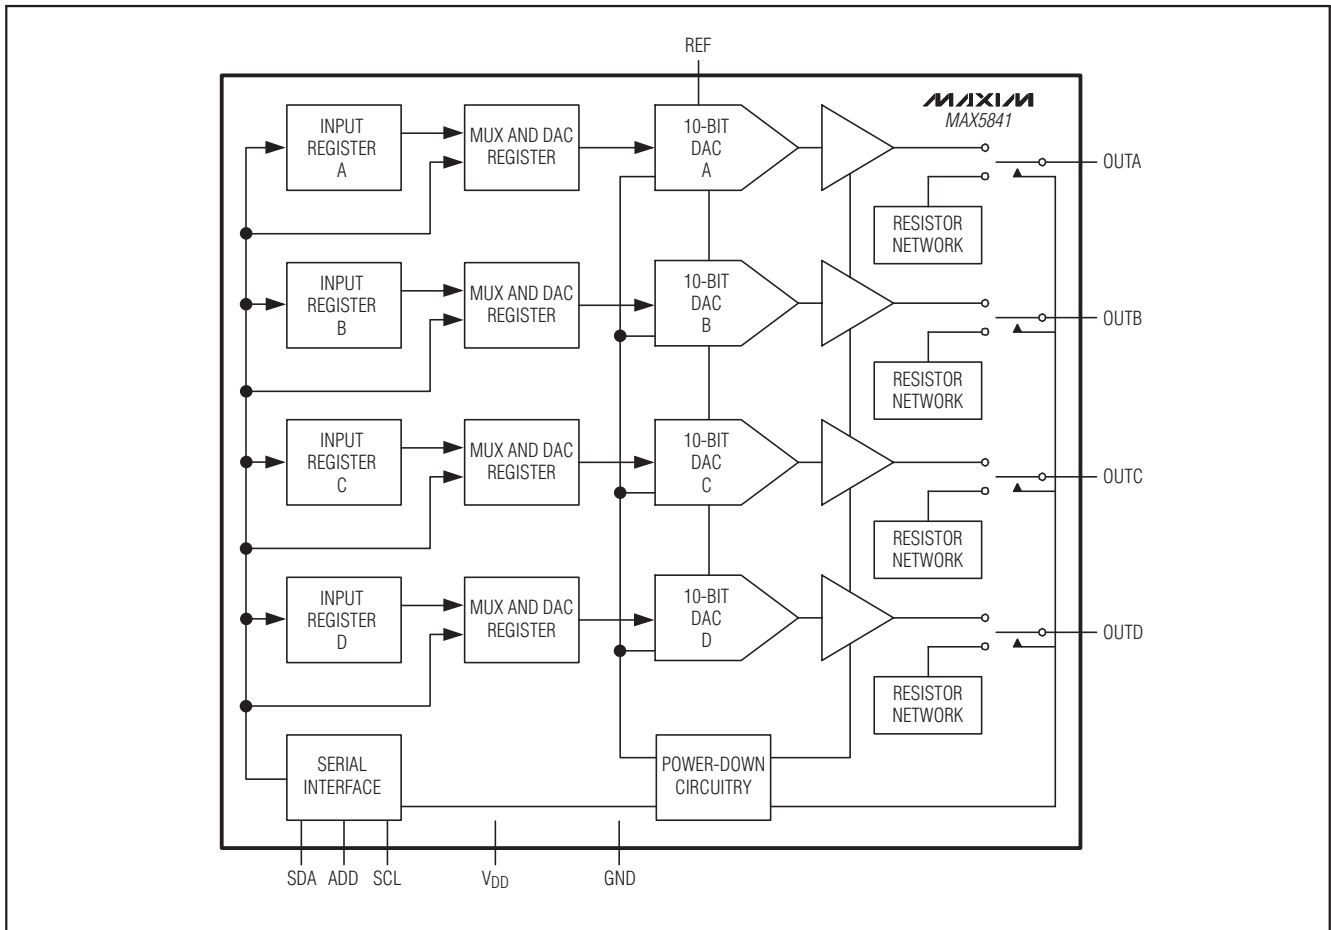 REF
MAXIM
MAX5841
INPUT
REGISTER
A
MUX AND DAC
REGISTER
10-BIT
DAC
A
OUTA
RESISTOR
NETWORK
INPUT
REGISTER
B
MUX AND DAC
REGISTER
10-BIT
DAC
B
OUTB
RESISTOR
NETWORK
INPUT
REGISTER
C
MUX AND DAC
REGISTER
10-BIT
DAC
C
OUTC
RESISTOR
NETWORK
INPUT
REGISTER
D
MUX AND DAC
REGISTER
10-BIT
DAC
D
OUTD
RESISTOR
NETWORK
SERIAL
INTERFACE
POWER-DOWN
CIRCUITRY
SDA ADD SCL VDD GND